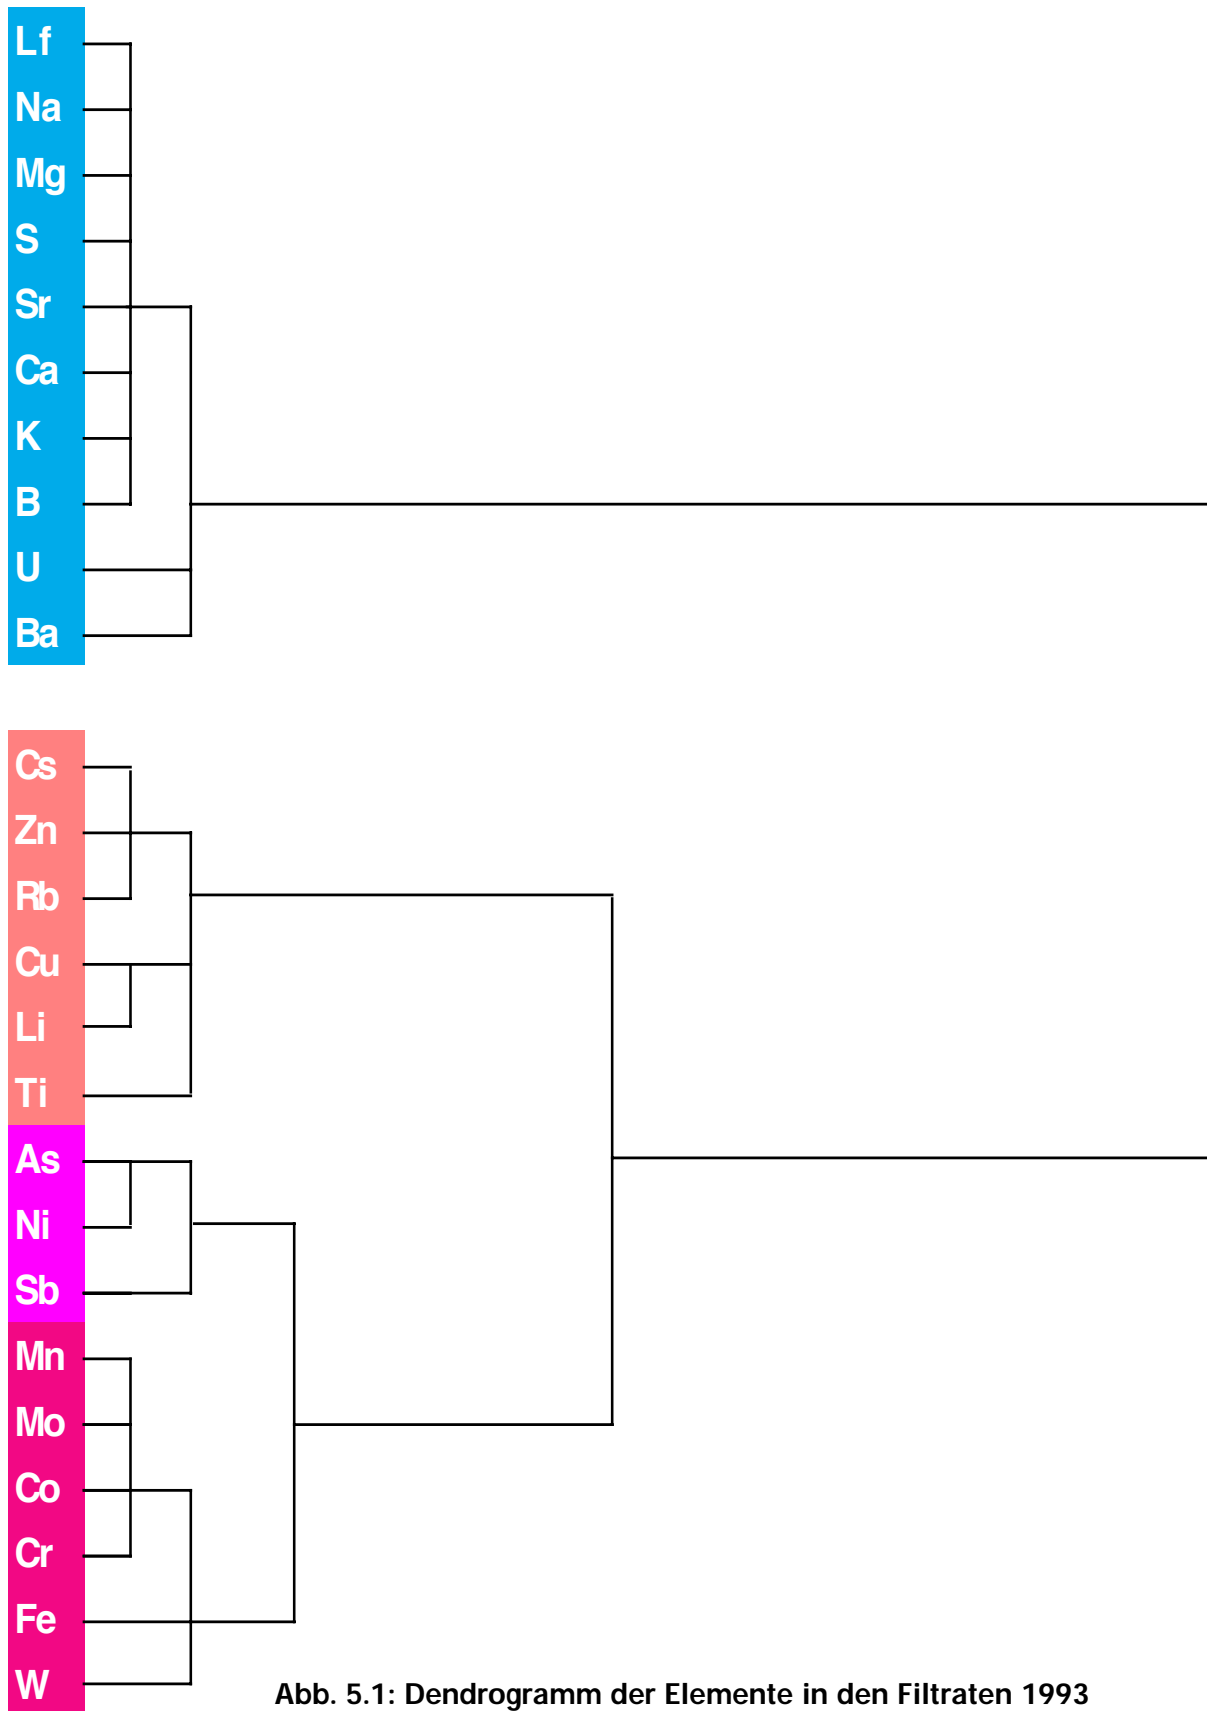 Lf
Na
Mg
S
Sr
Ca
K
B
U
Ba
Cs
Zn
Rb
Cu
Li
Ti
As
Ni
Sb
Mn
Mo
Co
Cr
Fe
W
Abb. 5.1: Dendrogramm der Elemente in den Filtraten 1993